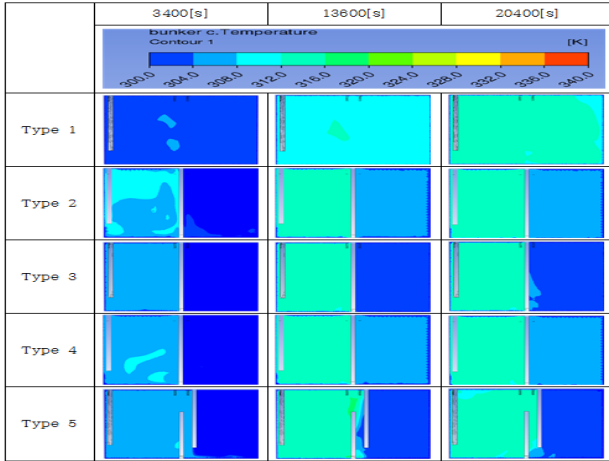 3400[s] 13600[s] 20400[s]
bunker c.Temperature
Contour 1 [K]
300.0 304.0 308.0 312.0 316.0 320.0 324.0 328.0 332.0 336.0 340.0
Type 1
Type 2
Type 3
Type 4
Type 5